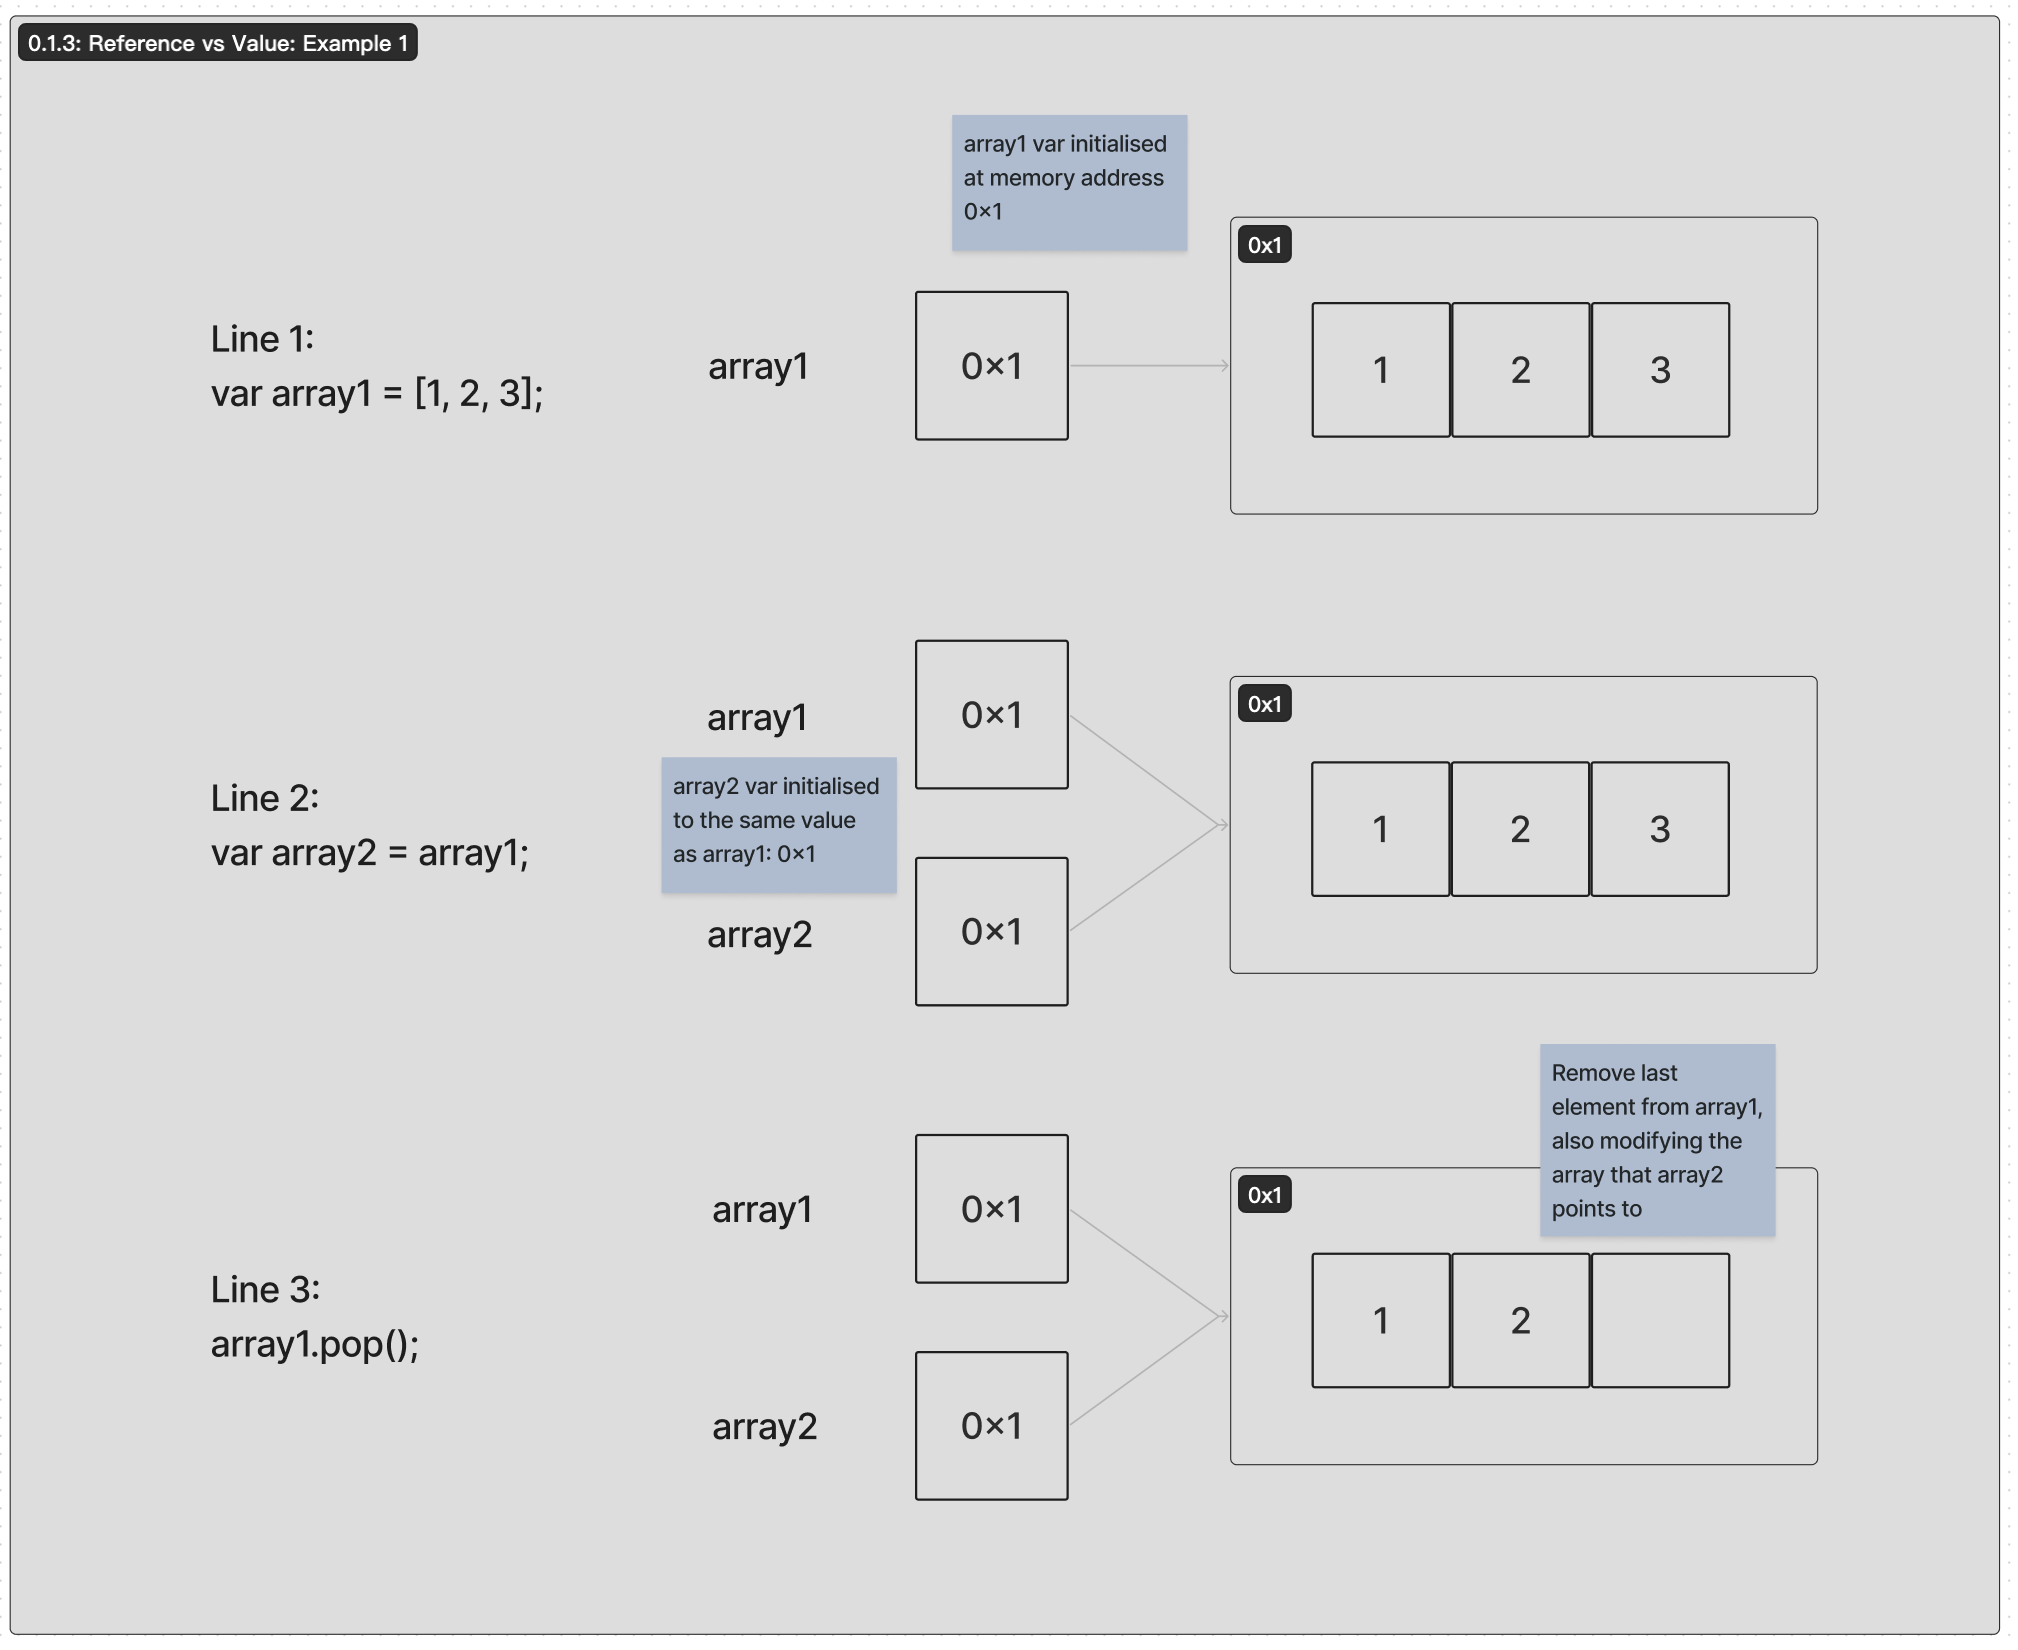 0.1.3: Reference vs Value: Example 1
array1 var initialised
at memory address
0×1
0x1
Line 1:
var array1 = [1, 2, 3];
array1
0×1
1 2 3
array1
0×1
0x1
Line 2:
var array2 = array1;
array2 var initialised
to the same value
as array1: 0×1
1 2 3
array2
0×1
Remove last
element from array1,
also modifying the
array that array2
points to
array1
0×1
0x1
Line 3:
array1.pop();
1 2
array2
0×1